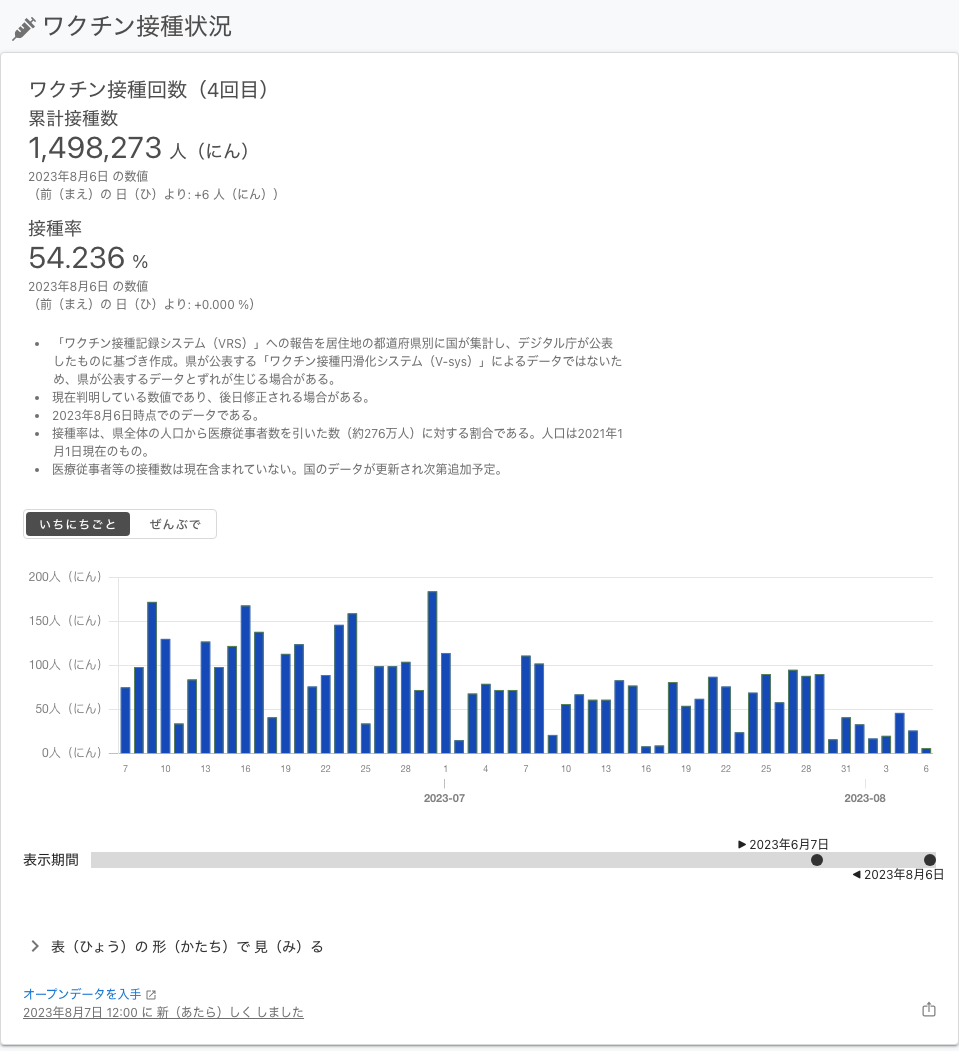 ワクチン接種状況
ワクチン接種回数（4回目）
累計接種数
1,498,273 人（にん）
2023年8月6日 の数値
（前（まえ）の 日（ひ）より: +6 人（にん））
接種率
54.236 %
2023年8月6日 の数値
（前（まえ）の 日（ひ）より: +0.000 %）
• 「ワクチン接種記録システム（VRS）」への報告を居住地の都道府県別に国が集計し、デジタル庁が公表
したものに基づき作成。県が公表する「ワクチン接種円滑化システム（V-sys）」によるデータではないた
め、県が公表するデータとずれが生じる場合がある。
• 現在判明している数値であり、後日修正される場合がある。
• 2023年8月6日時点でのデータである。
• 接種率は、県全体の人口から医療従事者数を引いた数（約276万人）に対する割合である。人口は2021年1
月1日現在のもの。
• 医療従事者等の接種数は現在含まれていない。国のデータが更新され次第追加予定。
いちにちごと ぜんぶで
200人（にん）
150人（にん）
100人（にん）
50人（にん）
0人（にん）
7 10 13 16 19 22 25 28 1 4 7 10 13 16 19 22 25 28 31 3 6
2023-07 2023-08
▶ 2023年6月7日
表示期間
◀ 2023年8月6日
表（ひょう）の 形（かたち）で 見（み）る
オープンデータを入手
2023年8月7日 12:00 に 新（あたら）しく しました